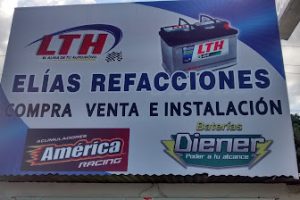 LTH
EL ALMA DE TU AUTOMÓVIL
LTH
ELÍAS REFACCIONES
COMPRA VENTA E INSTALACIÓN
ACUMULADORES
América
RACING
Baterías
Diener
Poder a tu alcance